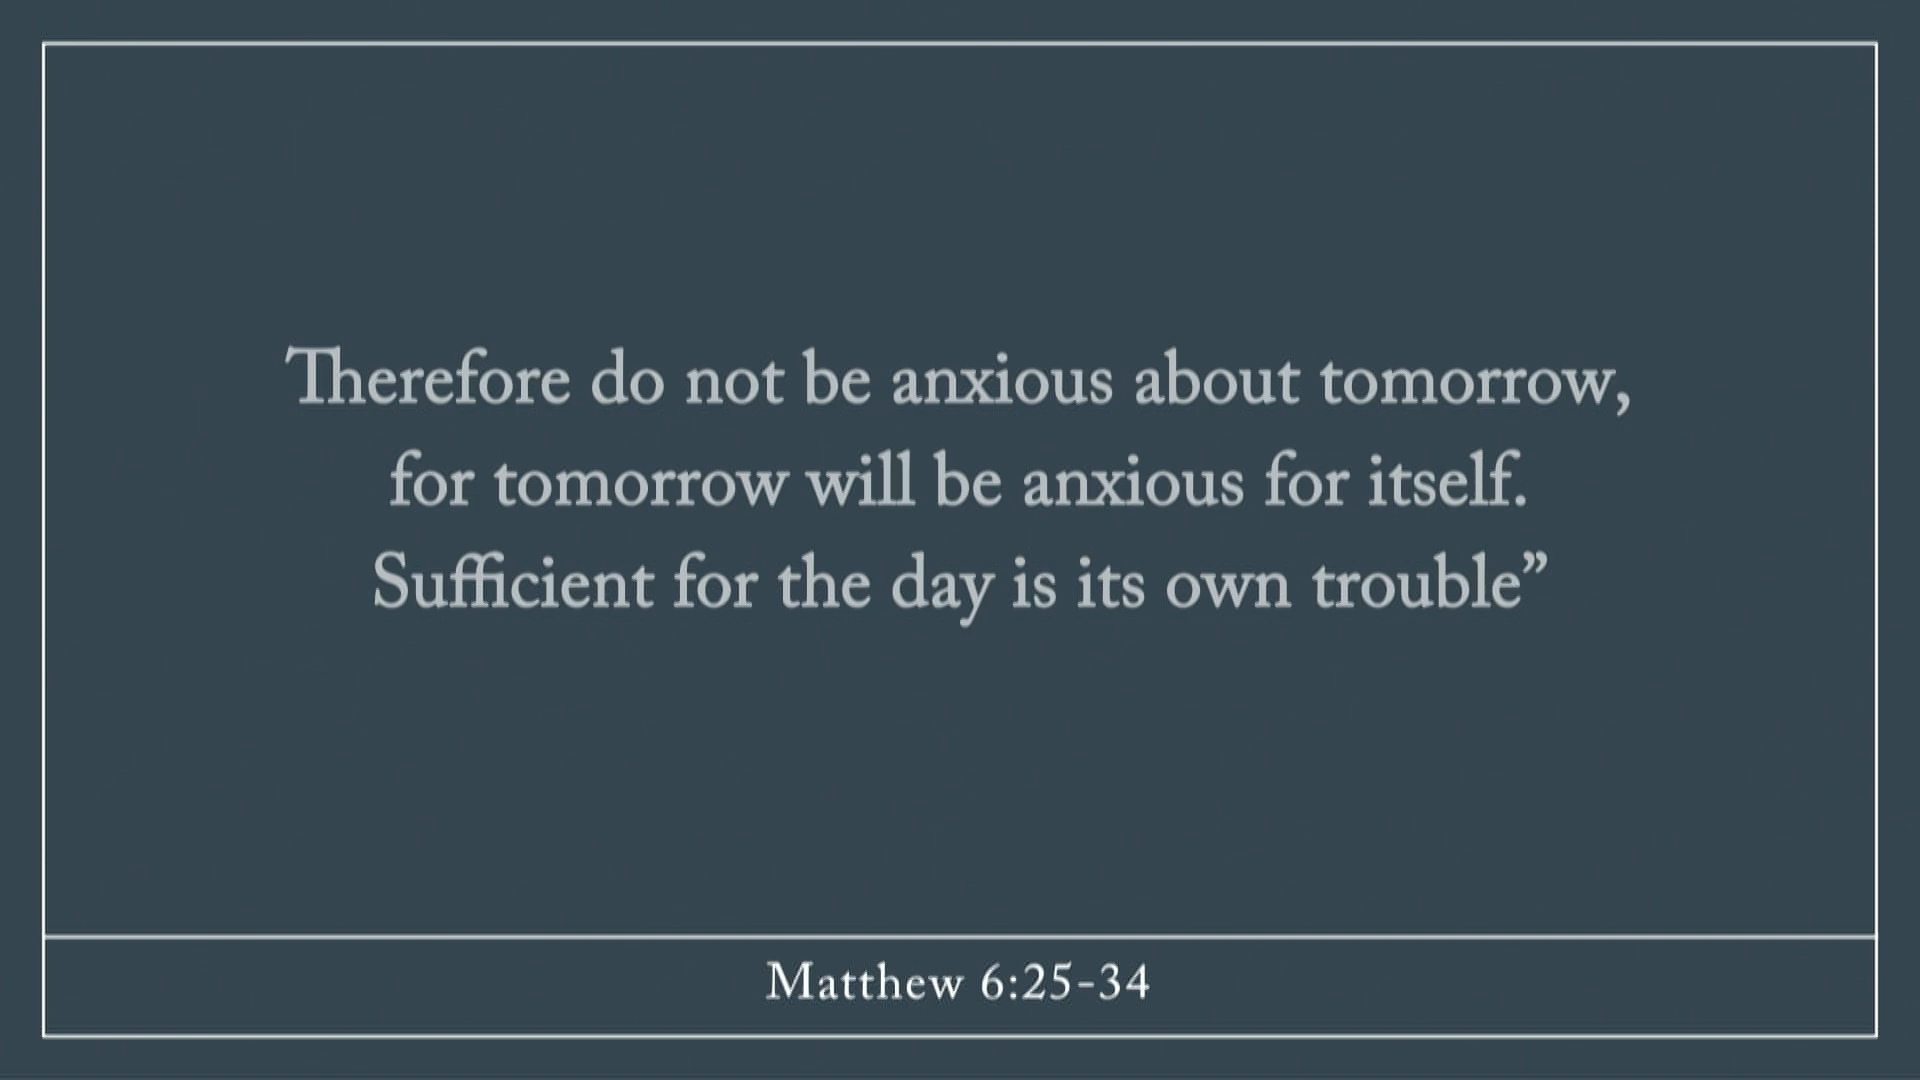 Therefore do not be anxious about tomorrow,
for tomorrow will be anxious for itself.
Sufficient for the day is its own trouble”
Matthew 6:25-34